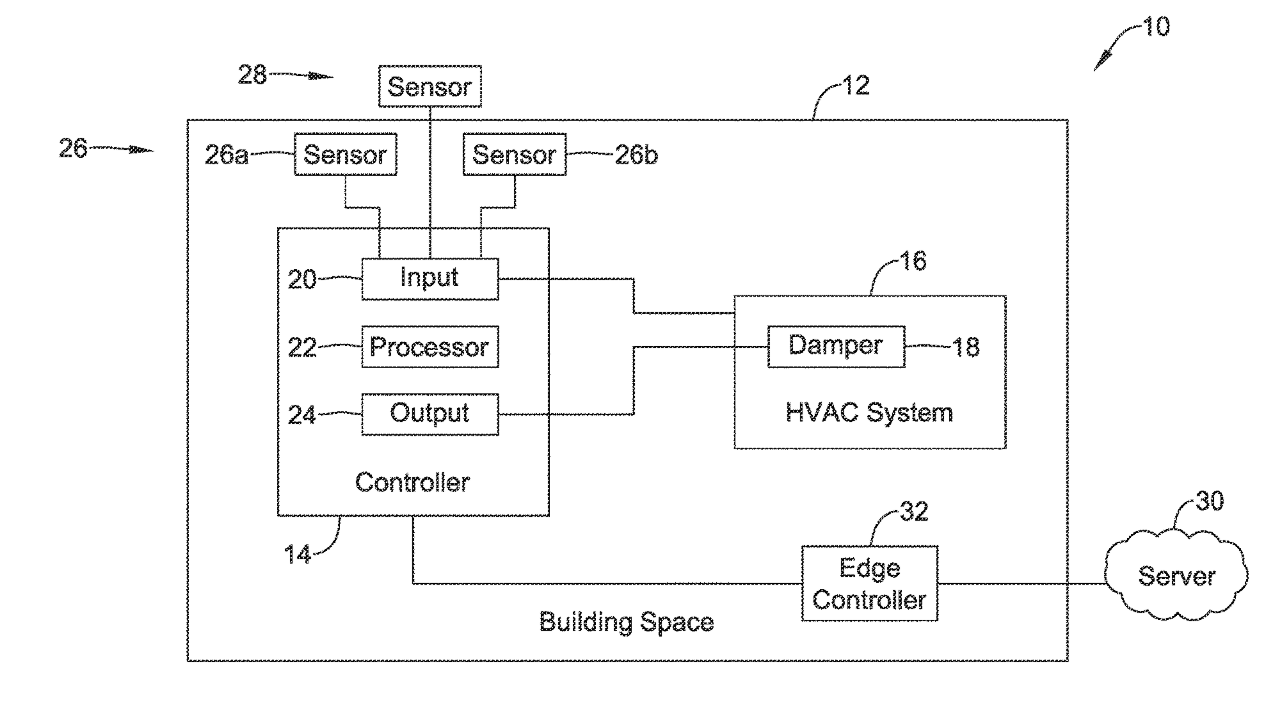 10
28
Sensor
12
26
26a
Sensor
Sensor
26b
20
Input
16
22
Processor
Damper
18
24
Output
HVAC System
Controller
14
32
30
Edge
Controller
Server
Building Space